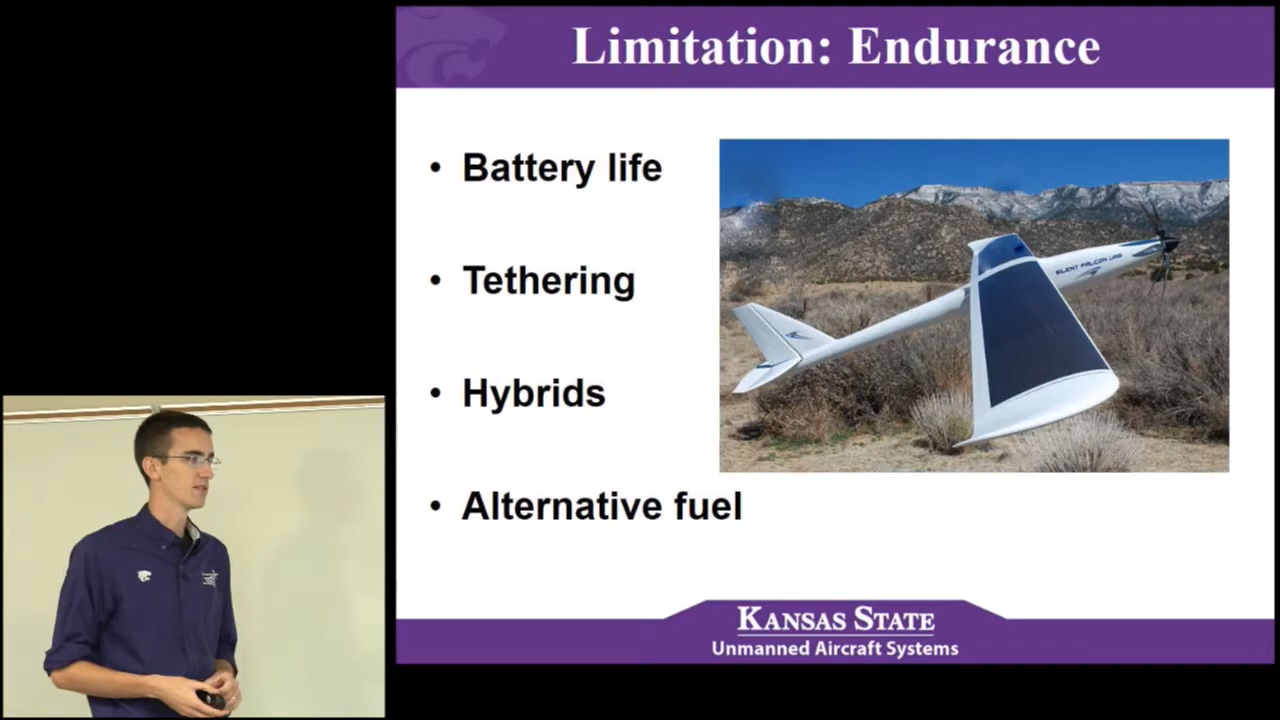 Limitation: Endurance
• Battery life
• Tethering
• Hybrids
• Alternative fuel
SILENT FALCON UAS
KANSAS STATE
Unmanned Aircraft Systems